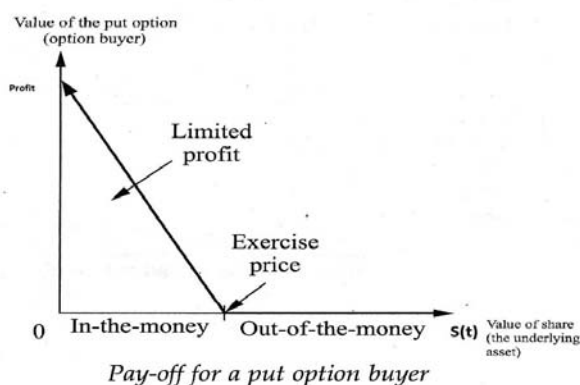 Value of the put option
(option buyer)
Profit
Limited
profit
Exercise
price
0 In-the-money Out-of-the-money S(t) Value of share
(the underlying
asset)
Pay-off for a put option buyer